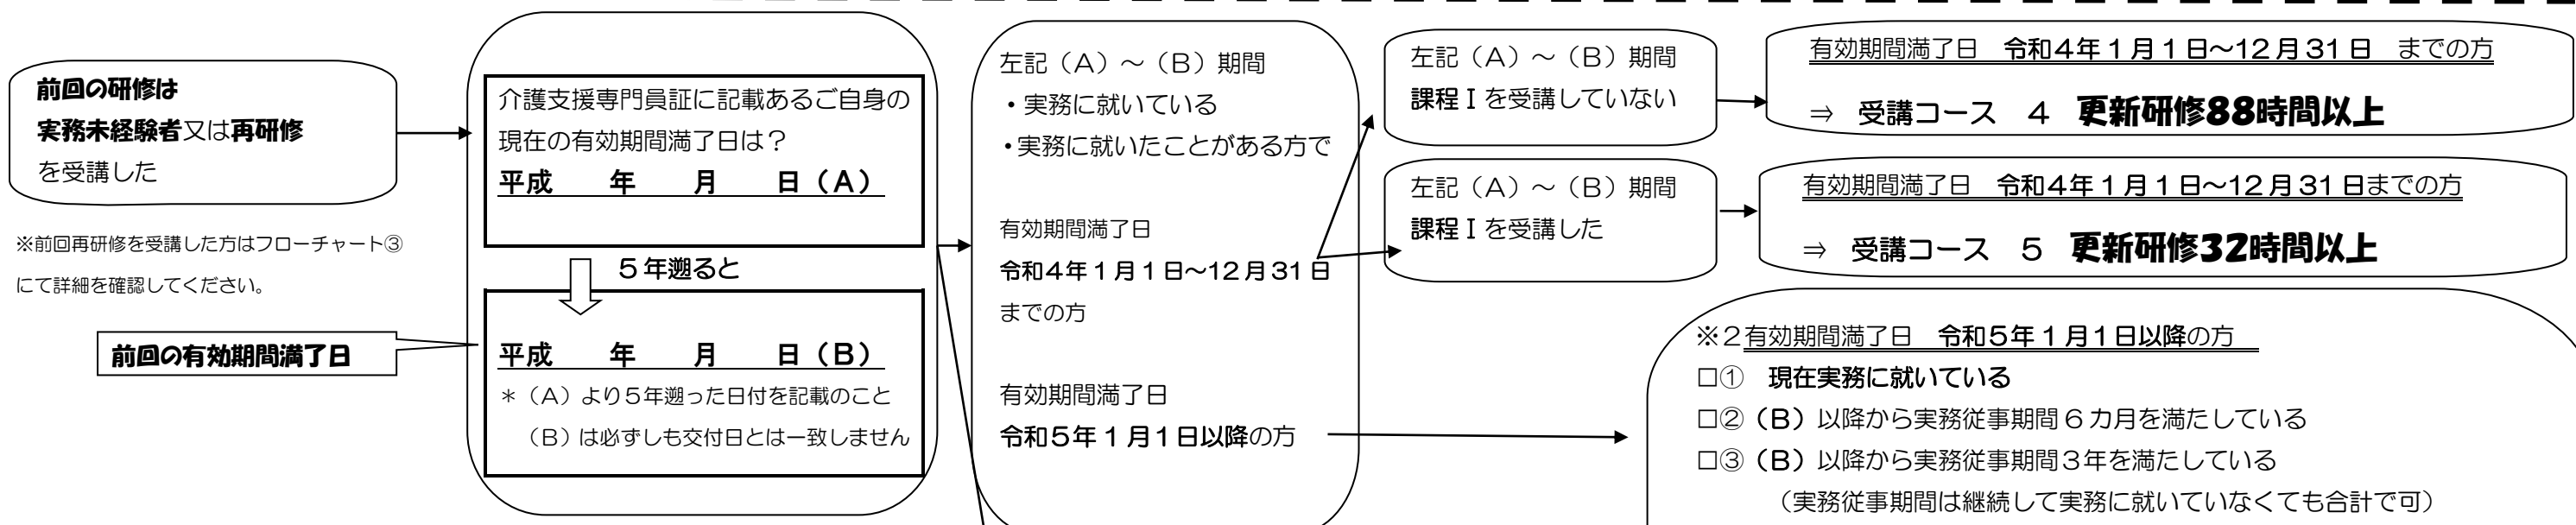 前回の研修は
実務未経験者又は再研修
を受講した
※前回再研修を受講した方はフローチャート③
にて詳細を確認してください。
前回の有効期間満了日
介護支援専門員証に記載あるご自身の
現在の有効期間満了日は？
平成　　年　　月　　日（A）
５年遡ると
平成　　年　　月　　日（B）
＊（A）より５年遡った日付を記載のこと
（B）は必ずしも交付日とは一致しません
左記（A）～（B）期間
・実務に就いている
・実務に就いたことがある方で
有効期間満了日
令和４年１月１日～12月31日
までの方
有効期間満了日
令和５年１月１日以降の方
左記（A）～（B）期間
課程Ⅰを受講していない
左記（A）～（B）期間
課程Ⅰを受講した
有効期間満了日　令和４年１月１日～12月31日　までの方
⇒　受講コース　４　更新研修88時間以上
有効期間満了日　令和４年１月１日～12月31日までの方
⇒　受講コース　５　更新研修32時間以上
※２有効期間満了日　令和５年１月１日以降の方
□①　現在実務に就いている
□②（B）以降から実務従事期間６カ月を満たしている
□③（B）以降から実務従事期間３年を満たしている
（実務従事期間は継続して実務に就いていなくても合計で可）